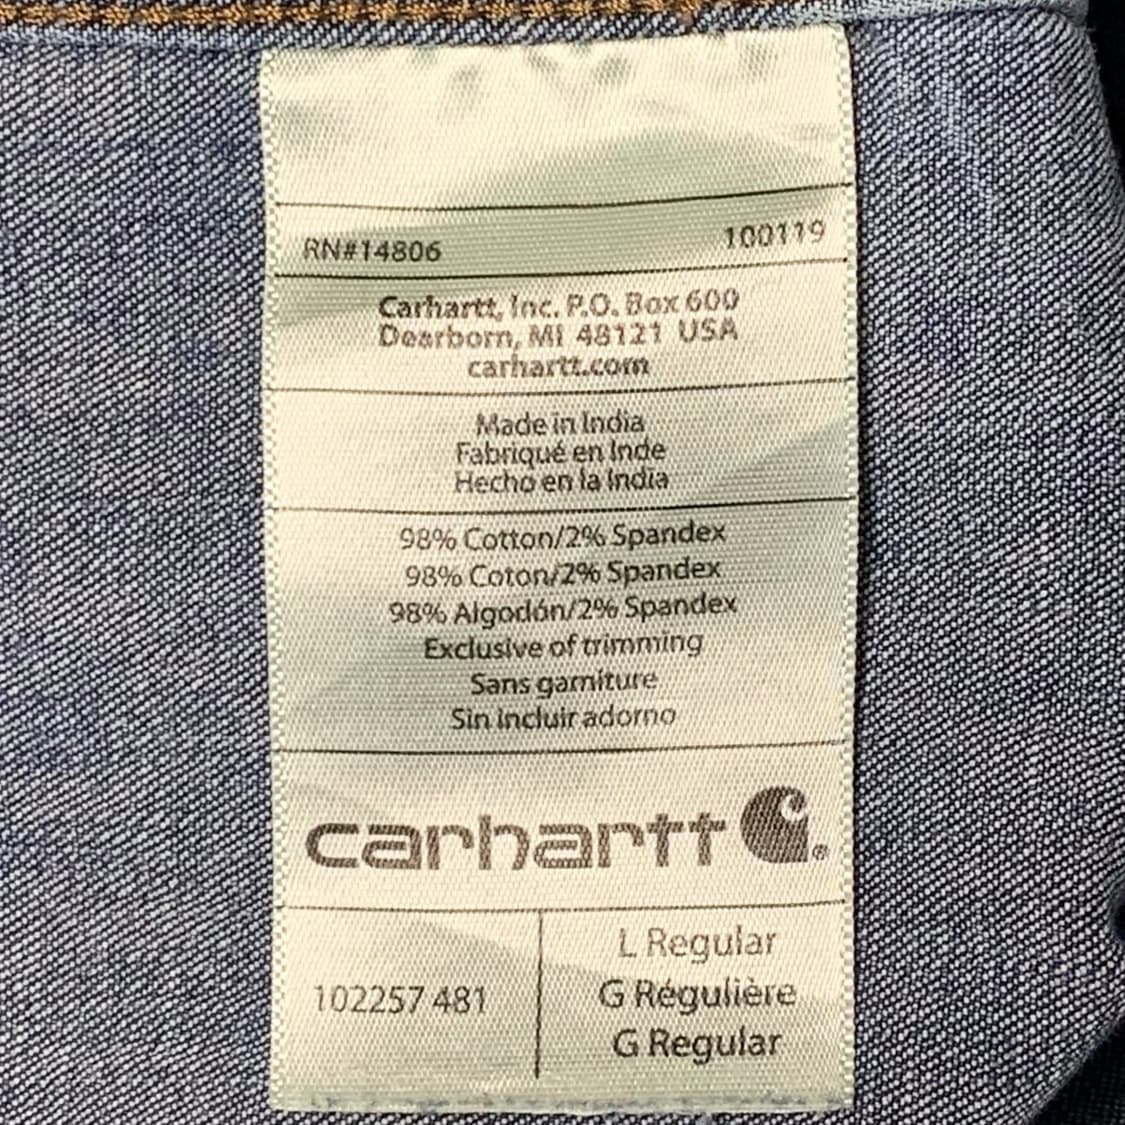 RN#14806 100119
Carhartt, Inc. P.O. Box 600
Dearborn, MI 48121 USA
carhartt.com
Made in India
Fabriqué en Inde
Hecho en la India
98% Cotton/2% Spandex
98% Coton/2% Spandex
98% Algodón/2% Spandex
Exclusive of trimming
Sans garniture
Sin incluir adorno
carhartt ®
102257 481
L Regular
G Régulière
G Regular